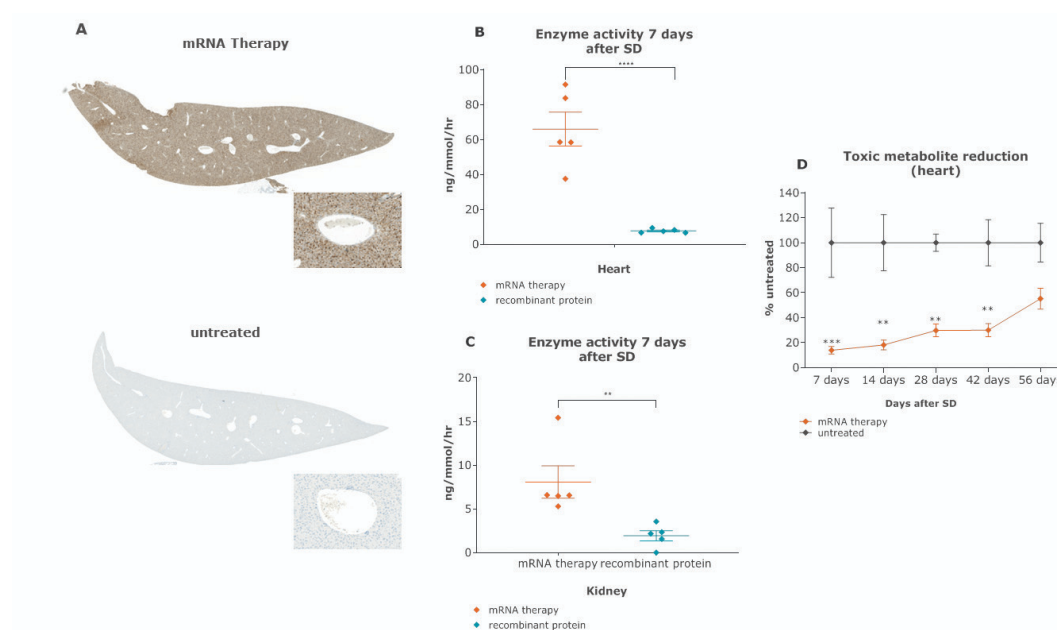 A
mRNA Therapy
untreated
B
Enzyme activity 7 days
after SD
****
100
80
60
40
20
0
ng/mmol/hr
Heart
mRNA therapy
recombinant protein
C
Enzyme activity 7 days
after SD
**
20
15
10
5
0
ng/mmol/hr
mRNA therapy recombinant protein
Kidney
mRNA therapy
recombinant protein
D
Toxic metabolite reduction
(heart)
140
120
100
80
60
40
20
0
% untreated
***
**
**
**
7 days 14 days 28 days 42 days 56 days
Days after SD
mRNA therapy
untreated